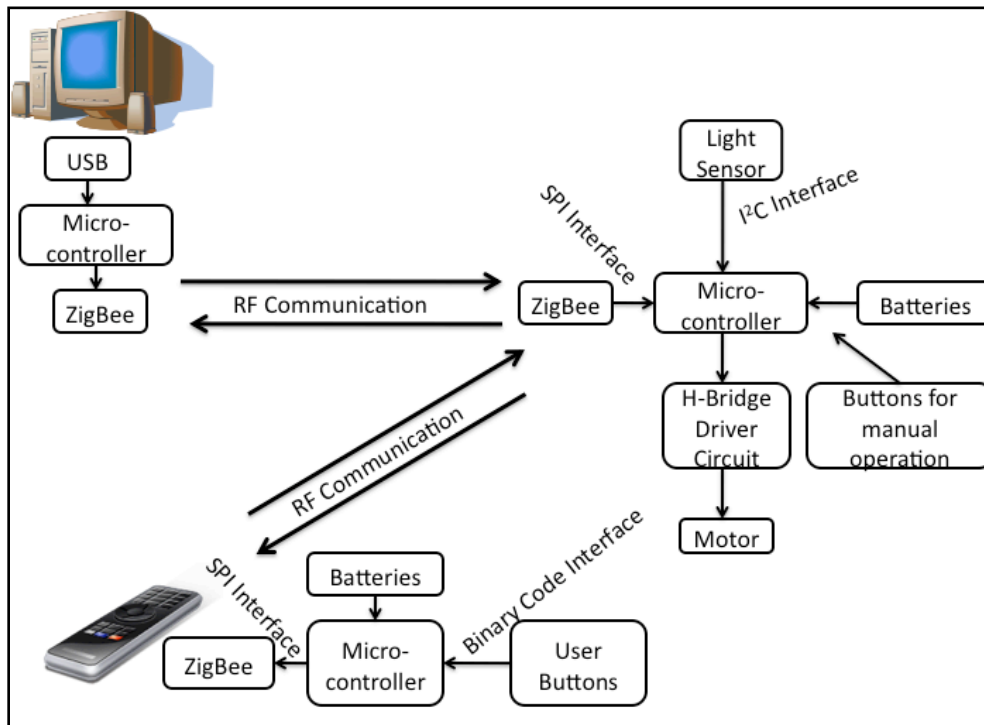 USB
Micro-
controller
ZigBee
RF Communication
Light
Sensor
I²C Interface
SPI Interface
ZigBee
Micro-
controller
Batteries
H-Bridge
Driver
Circuit
Buttons for
manual
operation
Motor
RF Communication
SPI Interface
Batteries
Binary Code Interface
ZigBee
Micro-
controller
User
Buttons